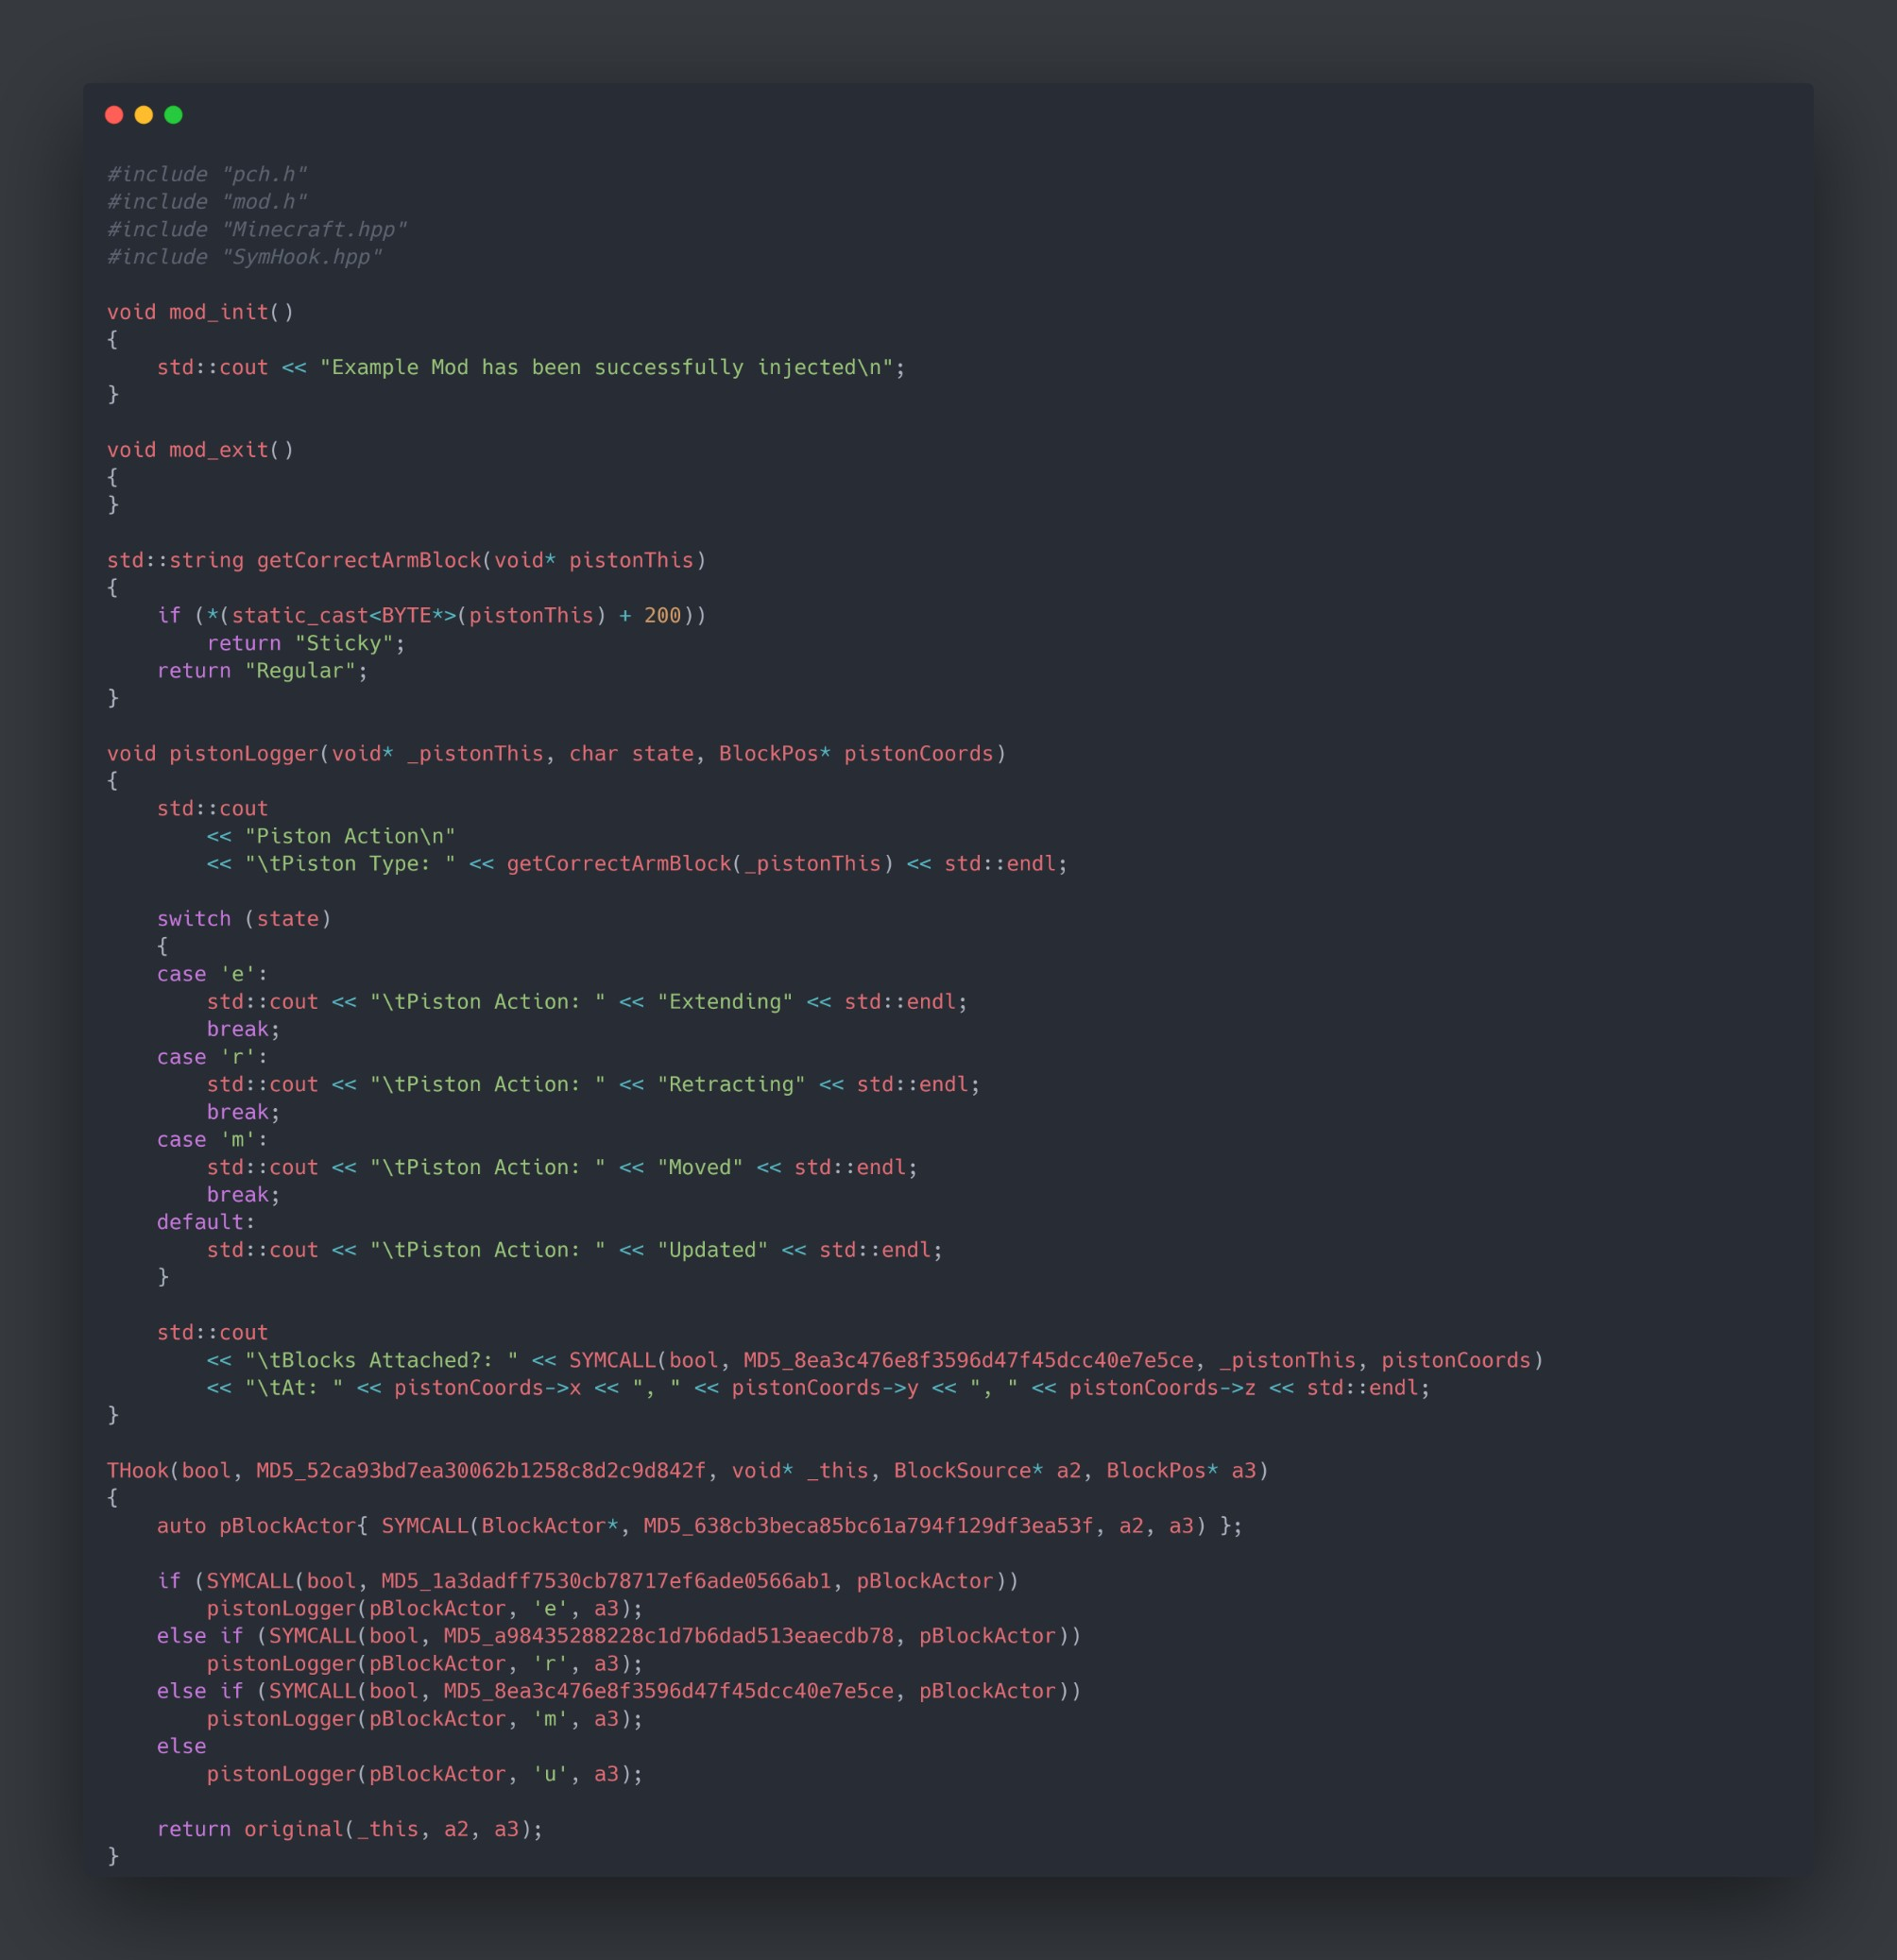 #include "pch.h"
#include "mod.h"
#include "Minecraft.hpp"
#include "SymHook.hpp"

void mod_init()
{
    std::cout << "Example Mod has been successfully injected\n";
}

void mod_exit()
{
}

std::string getCorrectArmBlock(void* pistonThis)
{
    if (*(static_cast<BYTE*>(pistonThis) + 200))
        return "Sticky";
    return "Regular";
}

void pistonLogger(void* _pistonThis, char state, BlockPos* pistonCoords)
{
    std::cout
        << "Piston Action\n"
        << "\tPiston Type: " << getCorrectArmBlock(_pistonThis) << std::endl;

    switch (state)
    {
    case 'e':
        std::cout << "\tPiston Action: " << "Extending" << std::endl;
        break;
    case 'r':
        std::cout << "\tPiston Action: " << "Retracting" << std::endl;
        break;
    case 'm':
        std::cout << "\tPiston Action: " << "Moved" << std::endl;
        break;
    default:
        std::cout << "\tPiston Action: " << "Updated" << std::endl;
    }

    std::cout
        << "\tBlocks Attached?: " << SYMCALL(bool, MD5_8ea3c476e8f3596d47f45dcc40e7e5ce, _pistonThis, pistonCoords)
        << "\tAt: " << pistonCoords->x << ", " << pistonCoords->y << ", " << pistonCoords->z << std::endl;
}

THook(bool, MD5_52ca93bd7ea30062b1258c8d2c9d842f, void* _this, BlockSource* a2, BlockPos* a3)
{
    auto pBlockActor{ SYMCALL(BlockActor*, MD5_638cb3beca85bc61a794f129df3ea53f, a2, a3) };

    if (SYMCALL(bool, MD5_1a3dadff7530cb78717ef6ade0566ab1, pBlockActor))
        pistonLogger(pBlockActor, 'e', a3);
    else if (SYMCALL(bool, MD5_a98435288228c1d7b6dad513eaecdb78, pBlockActor))
        pistonLogger(pBlockActor, 'r', a3);
    else if (SYMCALL(bool, MD5_8ea3c476e8f3596d47f45dcc40e7e5ce, pBlockActor))
        pistonLogger(pBlockActor, 'm', a3);
    else
        pistonLogger(pBlockActor, 'u', a3);

    return original(_this, a2, a3);
}